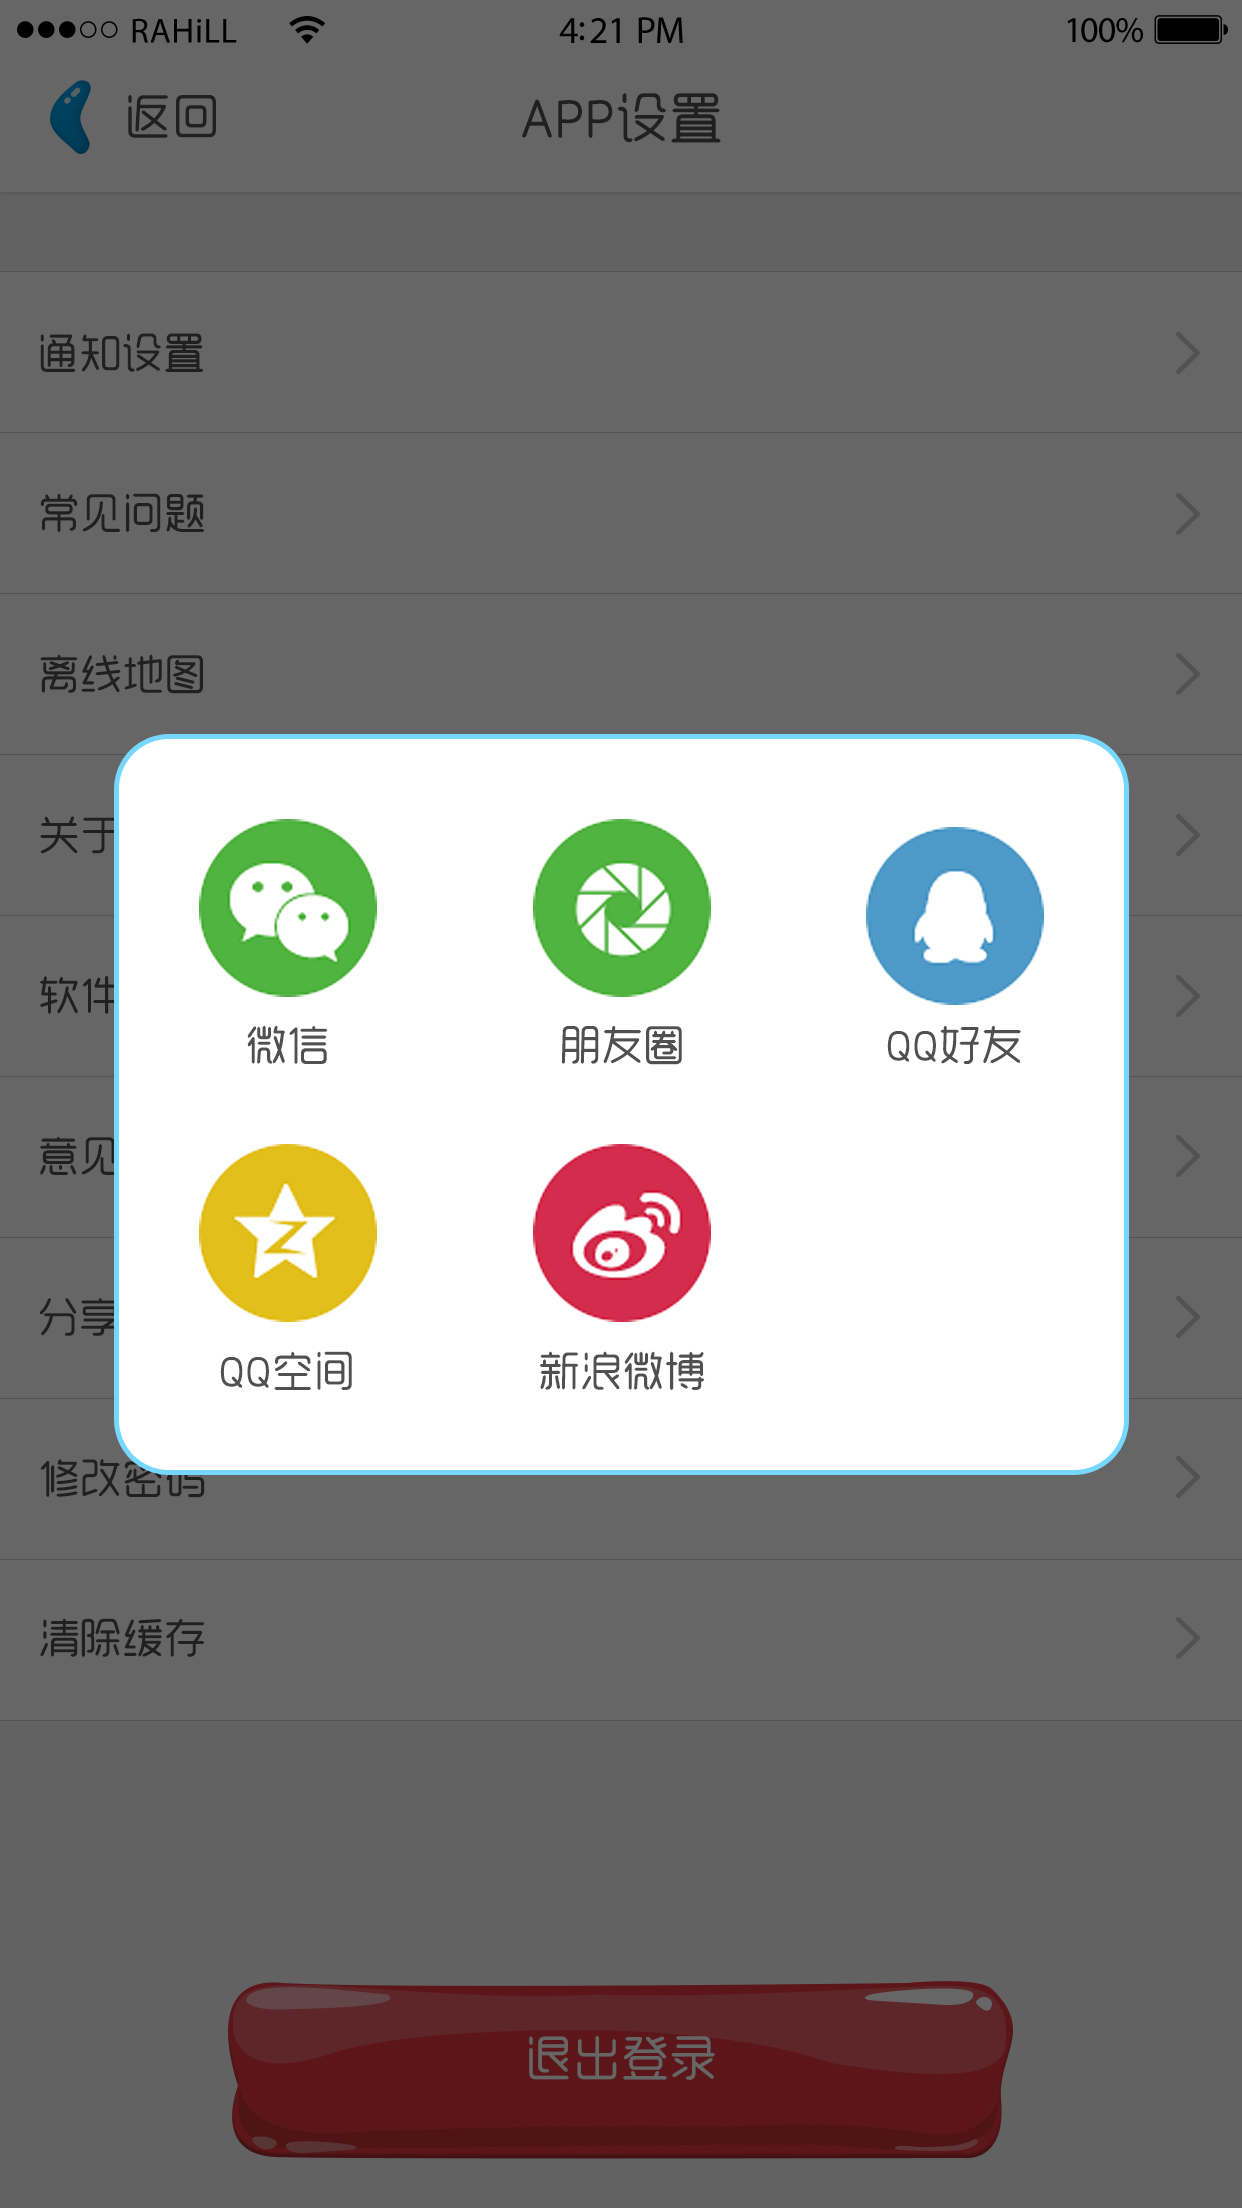 RAHiLL 4:21 PM 100%
返回 APP设置
通知设置
常见问题
离线地图
关于
软件
意见
分享
修改密码
清除缓存
微信 朋友圈 QQ好友
QQ空间 新浪微博
退出登录